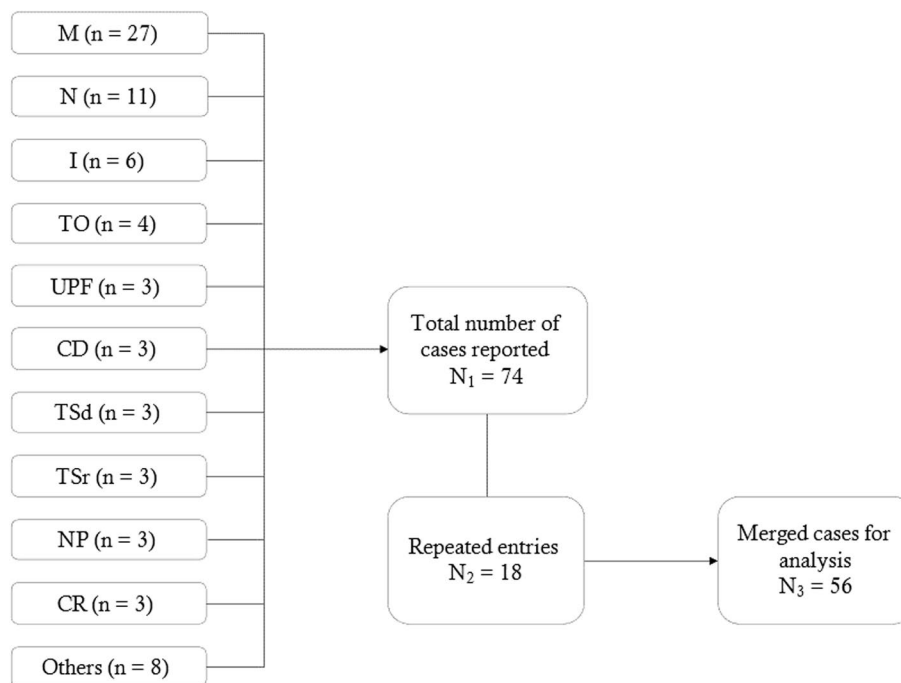 M (n = 27)
N (n = 11)
I (n = 6)
TO (n = 4)
UPF (n = 3)
CD (n = 3)
TSd (n = 3)
TSr (n = 3)
NP (n = 3)
CR (n = 3)
Others (n = 8)
Total number of
cases reported
N₁ = 74
Repeated entries
N₂ = 18
Merged cases for
analysis
N₃ = 56